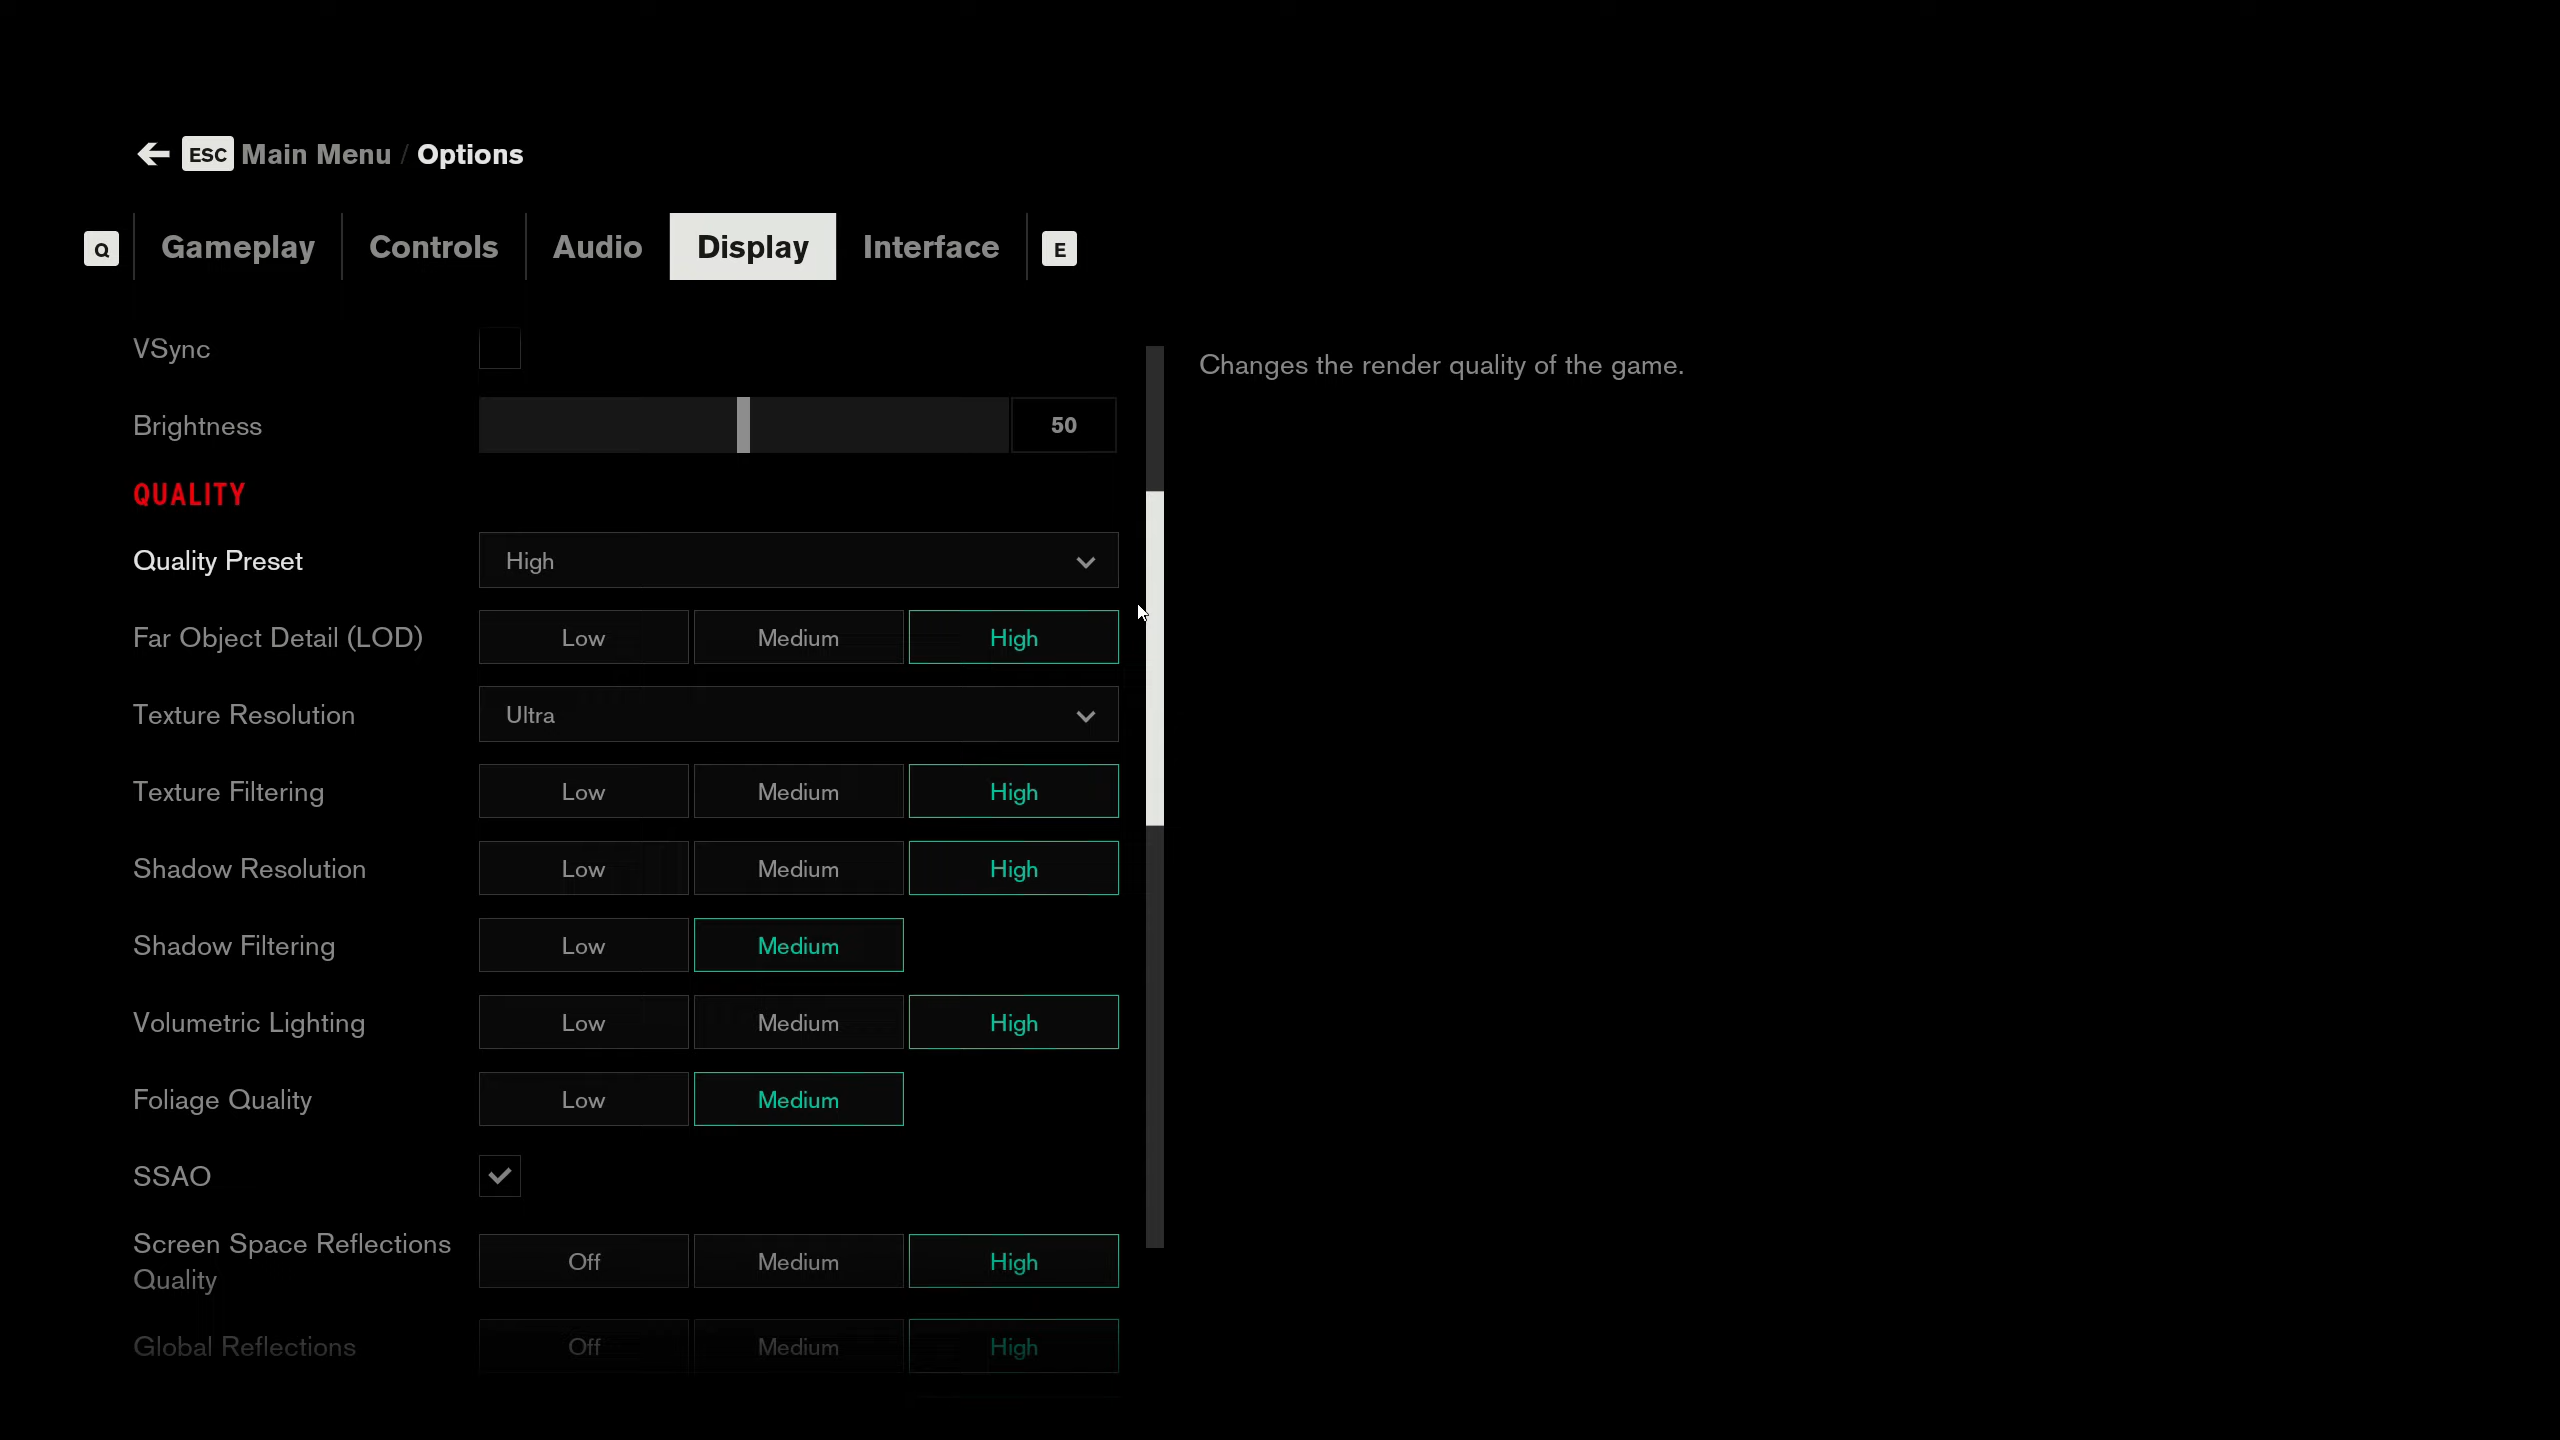 ESC Main Menu / Options
Q Gameplay Controls Audio Display Interface E
VSync
Changes the render quality of the game.
Brightness 50
QUALITY
Quality Preset High
Far Object Detail (LOD) Low Medium High
Texture Resolution Ultra
Texture Filtering Low Medium High
Shadow Resolution Low Medium High
Shadow Filtering Low Medium
Volumetric Lighting Low Medium High
Foliage Quality Low Medium
SSAO
Screen Space Reflections
Quality Off Medium High
Global Reflections Off Medium High